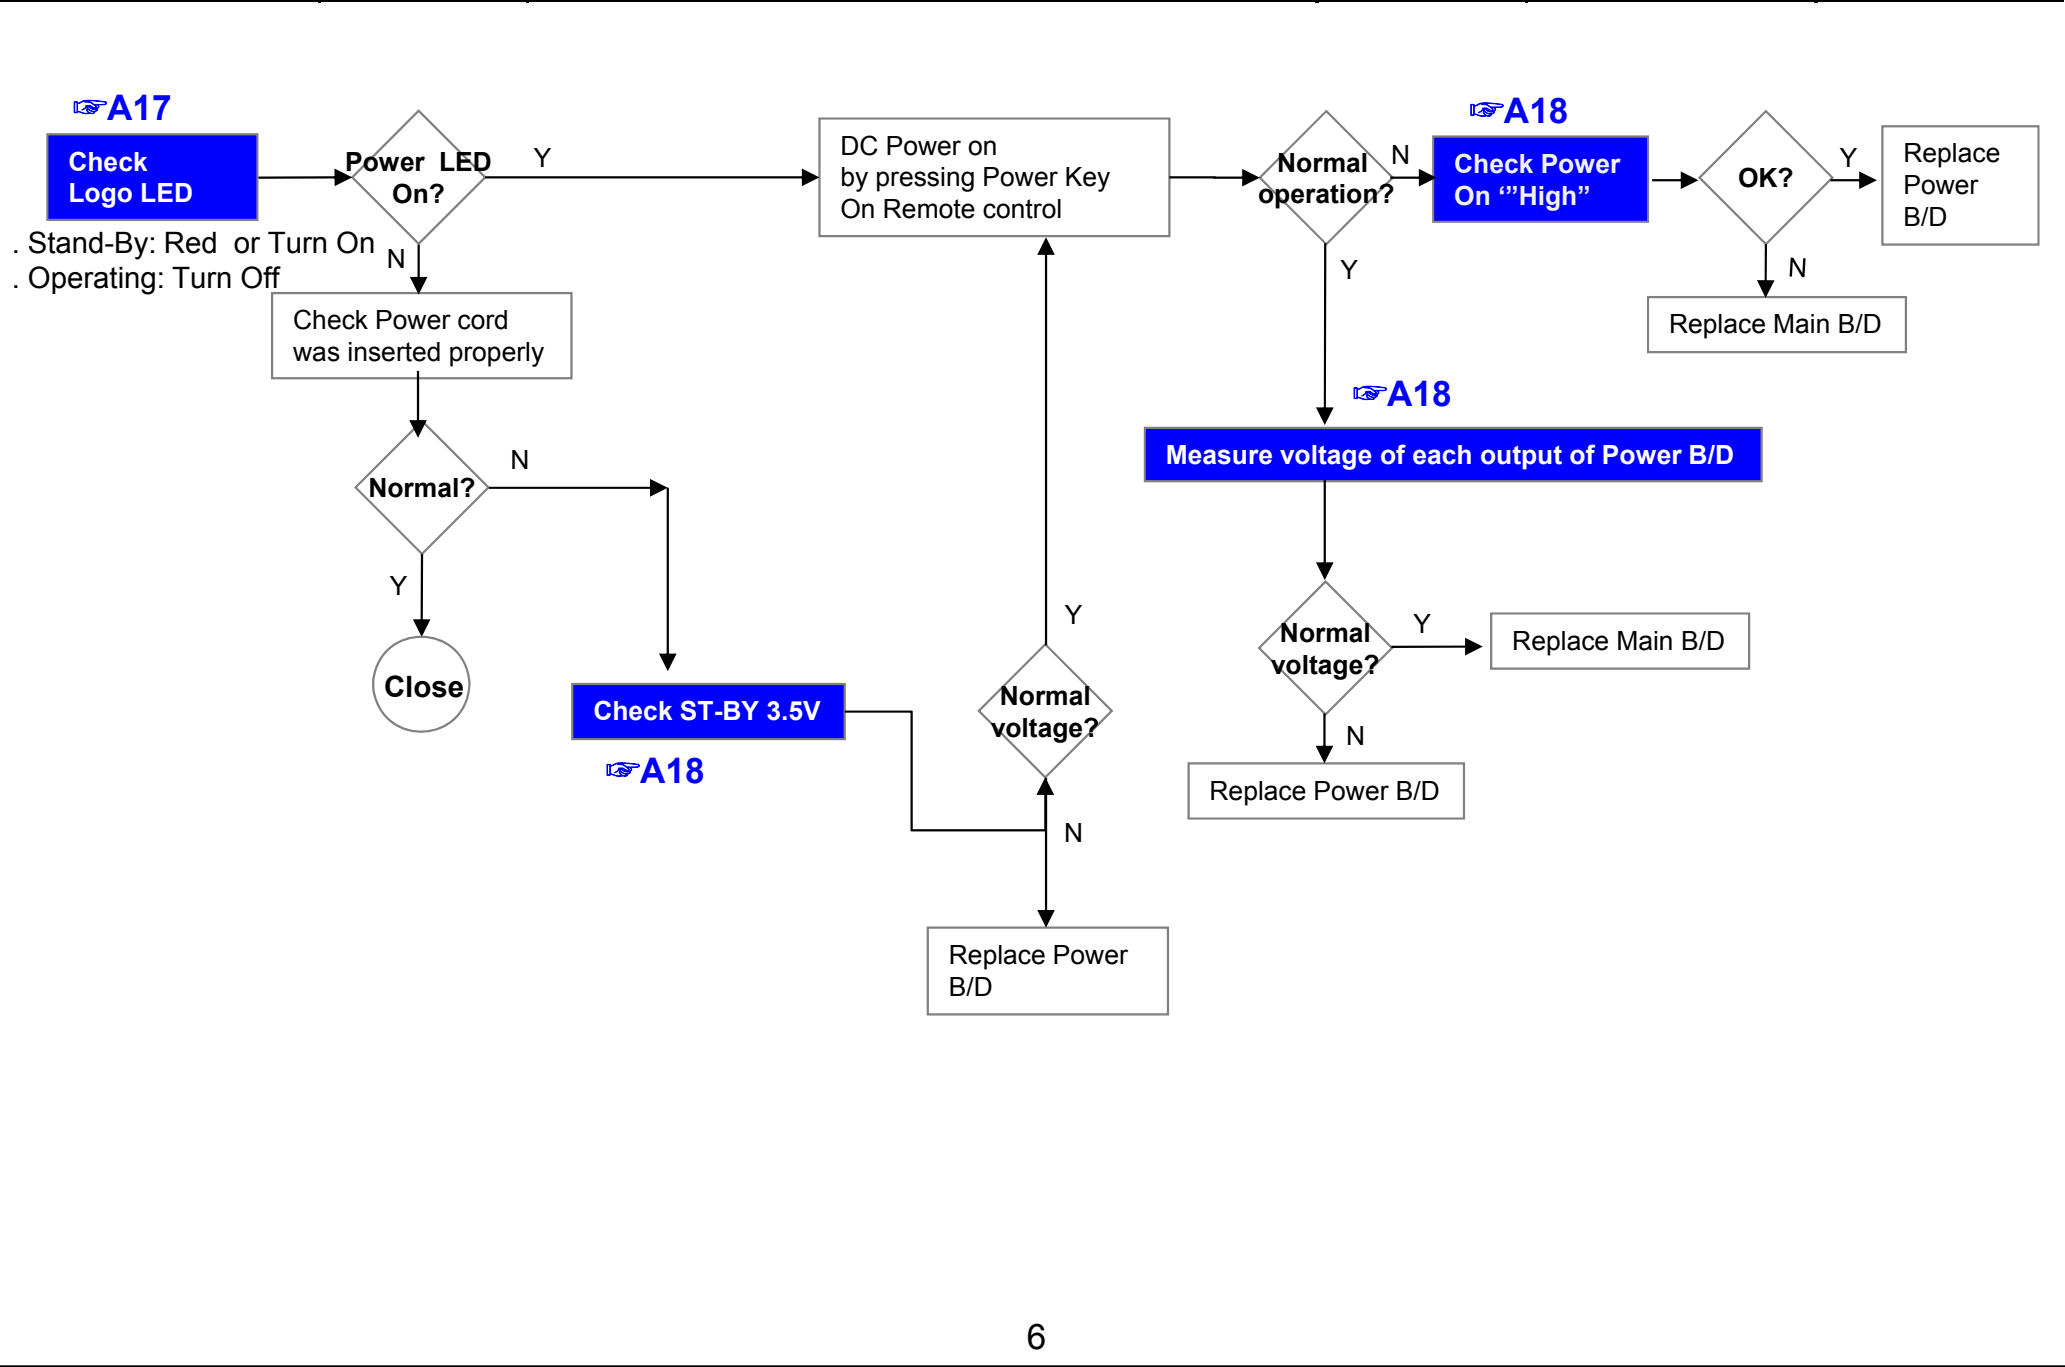 ☞A17
Check
Logo LED
. Stand-By: Red or Turn On
. Operating: Turn Off
Power LED
On?
Y
N
Check Power cord
was inserted properly
Normal?
N
Y
Close
Check ST-BY 3.5V
☞A18
DC Power on
by pressing Power Key
On Remote control
Y
Normal
voltage?
N
Replace Power
B/D
Normal
operation?
N
Y
☞A18
Check Power
On ‘”High”
OK?
Y
Replace
Power
B/D
N
Replace Main B/D
☞A18
Measure voltage of each output of Power B/D
Normal
voltage?
Y
Replace Main B/D
N
Replace Power B/D
6